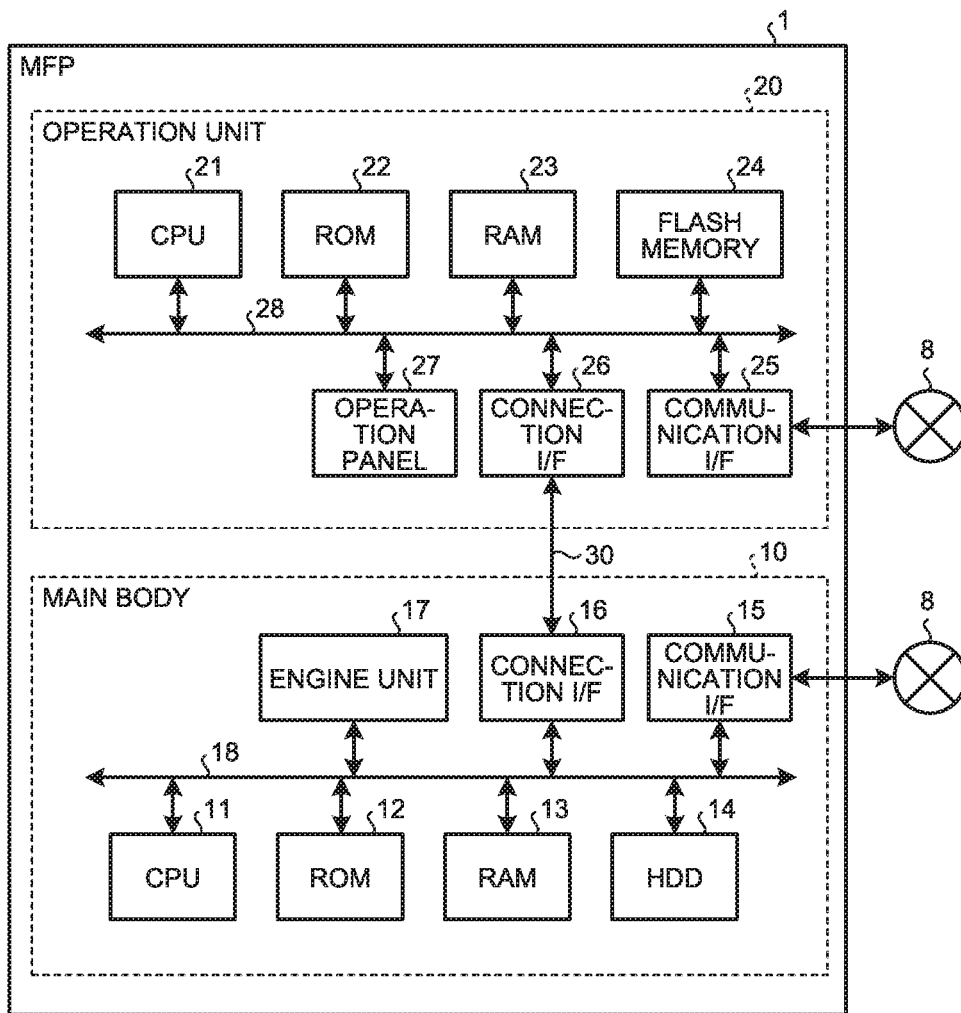 1
MFP
20
OPERATION UNIT
21
22
23
24
CPU
ROM
RAM
FLASH
MEMORY
28
27
26
25
8
OPERA-
TION
PANEL
CONNEC-
TION
I/F
COMMU-
NICATION
I/F
30
10
MAIN BODY
17
16
15
8
ENGINE UNIT
CONNEC-
TION I/F
COMMU-
NICATION
I/F
18
11
12
13
14
CPU
ROM
RAM
HDD